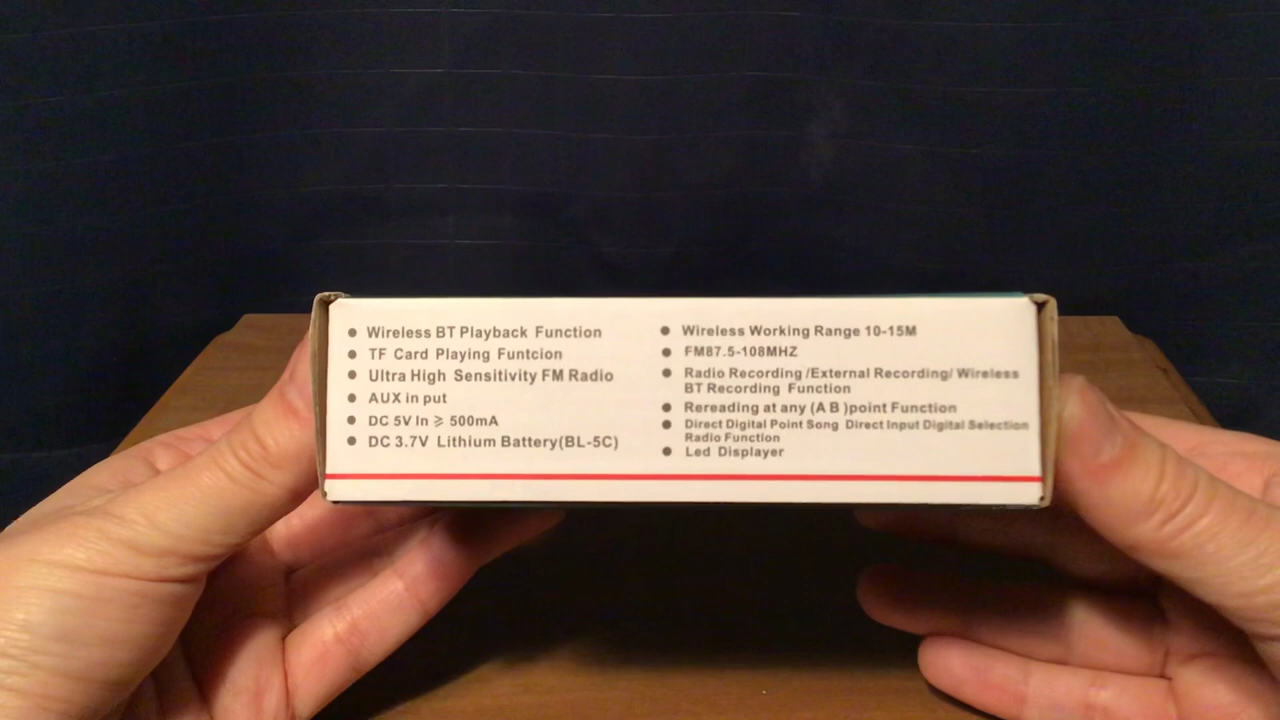 ● Wireless BT Playback Function
● TF Card Playing Funtcion
● Ultra High Sensitivity FM Radio
● AUX in put
● DC 5V In ⩾ 500mA
● DC 3.7V Lithium Battery(BL-5C)
● Wireless Working Range 10-15M
● FM87.5-108MHZ
● Radio Recording /External Recording/ Wireless
BT Recording Function
● Rereading at any (A B )point Function
● Direct Digital Point Song Direct Input Digital Selection
Radio Function
● Led Displayer